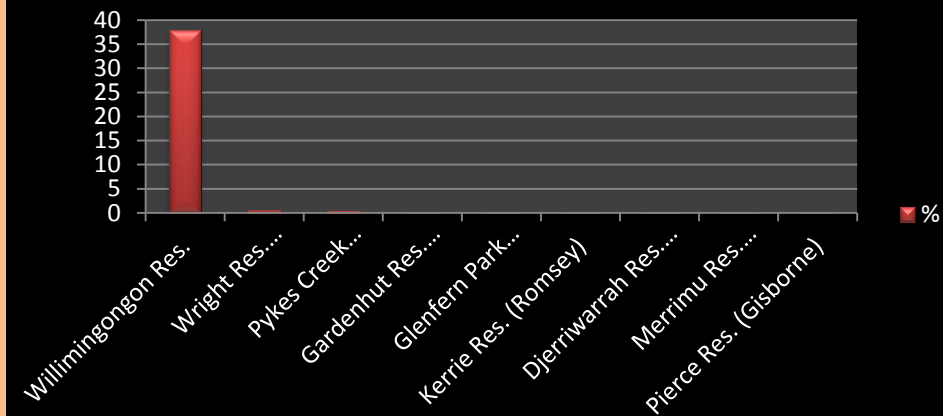 40
35
30
25
20
15
10
5
0
%
Willimingongon Res.
Wright Res....
Pykes Creek...
Gardenhut Res....
Glenfern Park...
Kerrie Res. (Romsey)
Djerriwarrah Res....
Merrimu Res....
Pierce Res. (Gisborne)